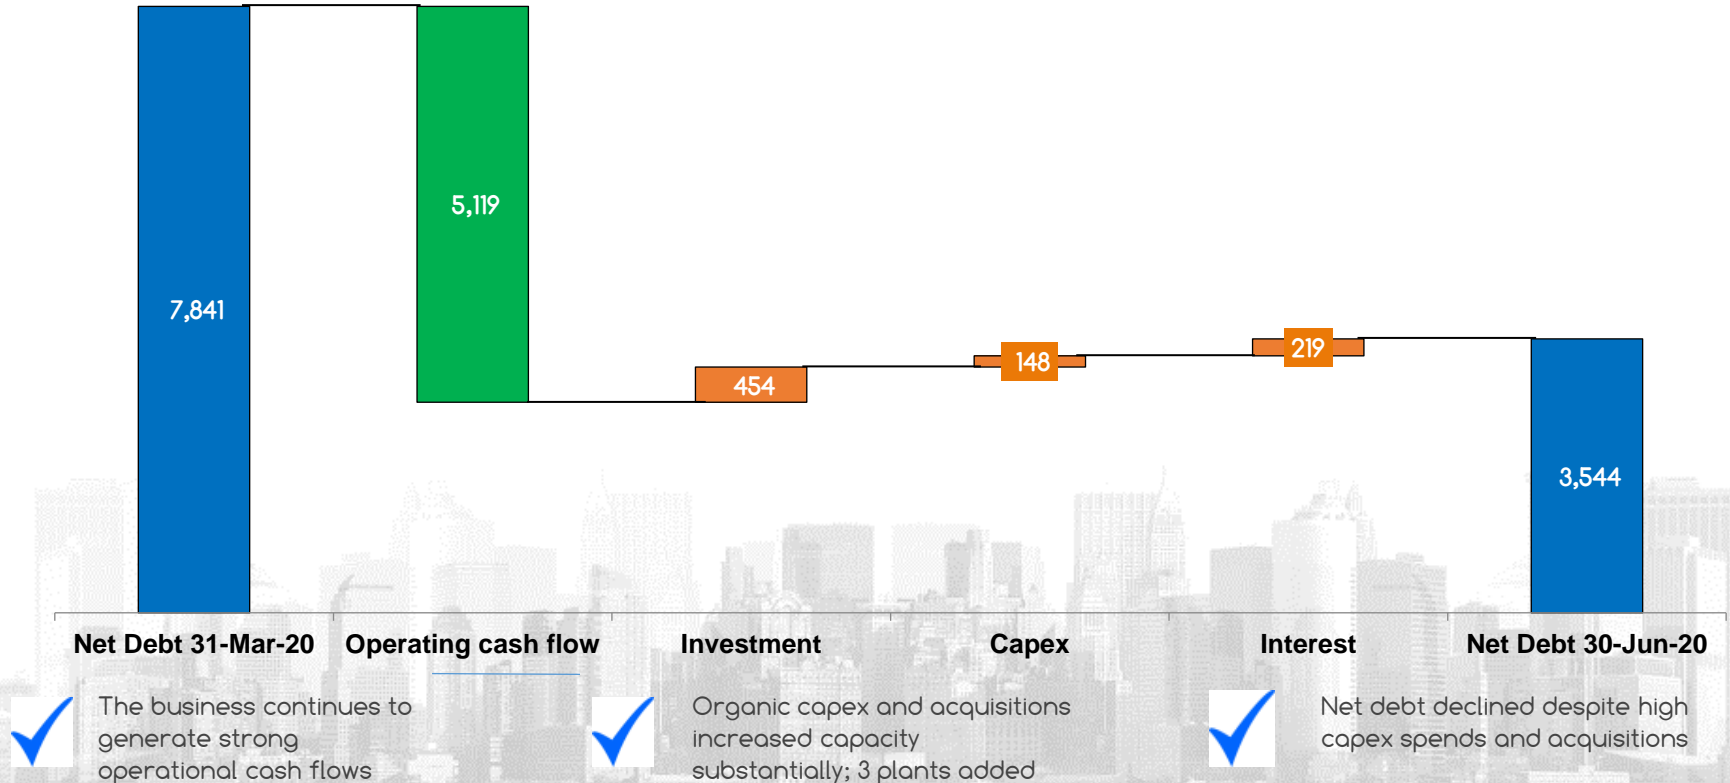 7,841
5,119
454
148
219
3,544
Net Debt 31-Mar-20
Operating cash flow
Investment
Capex
Interest
Net Debt 30-Jun-20
The business continues to
generate strong
operational cash flows
Organic capex and acquisitions
increased capacity
substantially; 3 plants added
Net debt declined despite high
capex spends and acquisitions